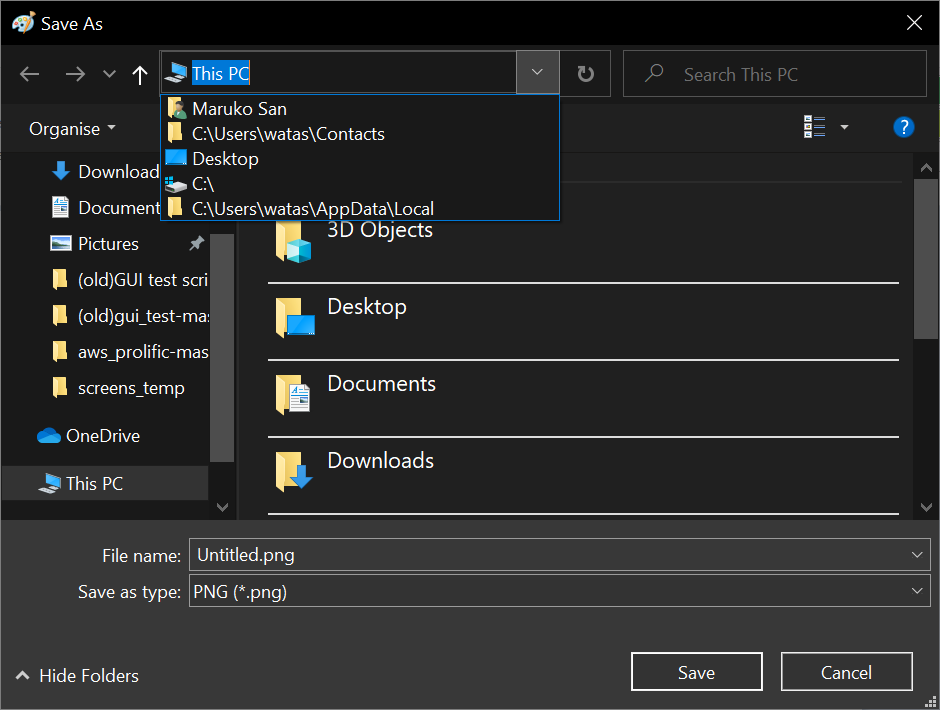 Save As
This PC
Search This PC
Maruko San
C:\Users\watas\Contacts
Desktop
C:\
C:\Users\watas\AppData\Local
Organise
?
Download
Document
Pictures
(old)GUI test scri
(old)gui_test-mas
aws_prolific-mas
screens_temp
OneDrive
This PC
3D Objects
Desktop
Documents
Downloads
File name:
Untitled.png
Save as type:
PNG (*.png)
Hide Folders
Save
Cancel